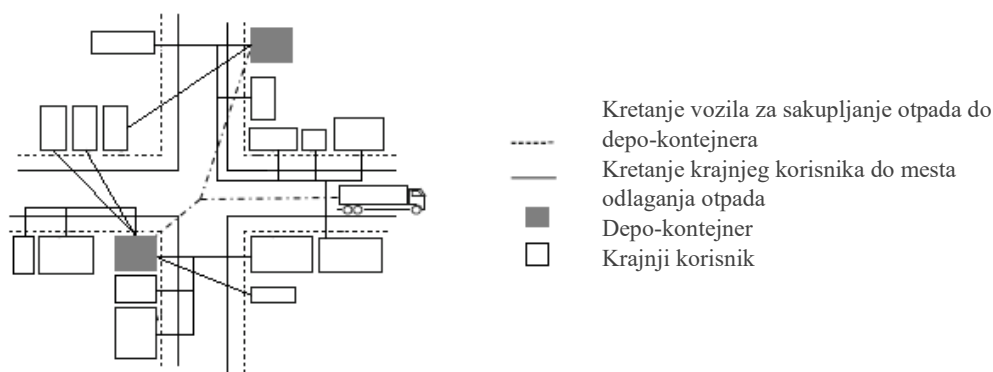 Kretanje vozila za sakupljanje otpada do
depo-kontejnera
Kretanje krajnjeg korisnika do mesta
odlaganja otpada
Depo-kontejner
Krajnji korisnik